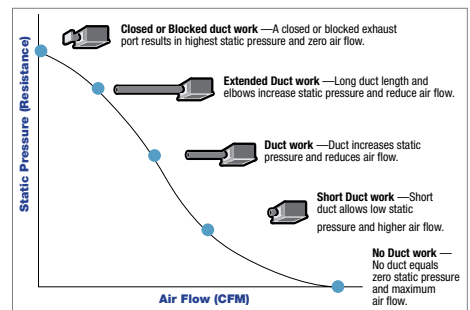 Closed or Blocked duct work —A closed or blocked exhaust
port results in highest static pressure and zero air flow.
Extended Duct work —Long duct length and
elbows increase static pressure and reduce air flow.
Duct work —Duct increases static
pressure and reduces air flow.
Short Duct work —Short
duct allows low static
pressure and higher air flow.
No Duct work —
No duct equals
zero static pressure
and maximum
air flow.
Static Pressure (Resistance)
Air Flow (CFM)